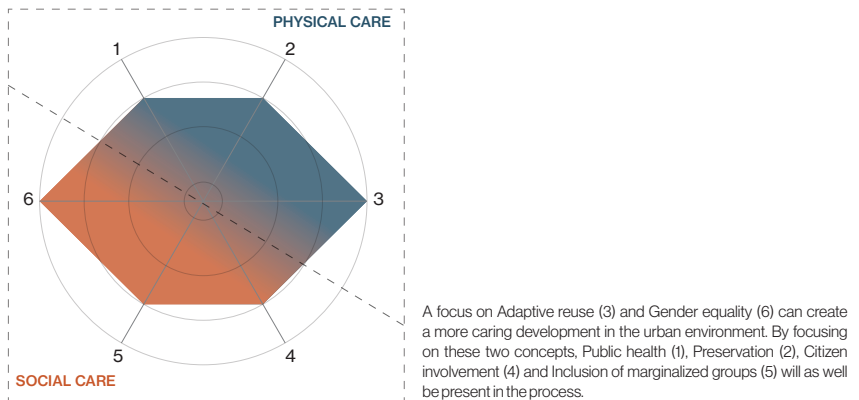 PHYSICAL CARE
1
2
6
3
5
4
SOCIAL CARE
A focus on Adaptive reuse (3) and Gender equality (6) can create
a more caring development in the urban environment. By focusing
on these two concepts, Public health (1), Preservation (2), Citizen
involvement (4) and Inclusion of marginalized groups (5) will as well
be present in the process.